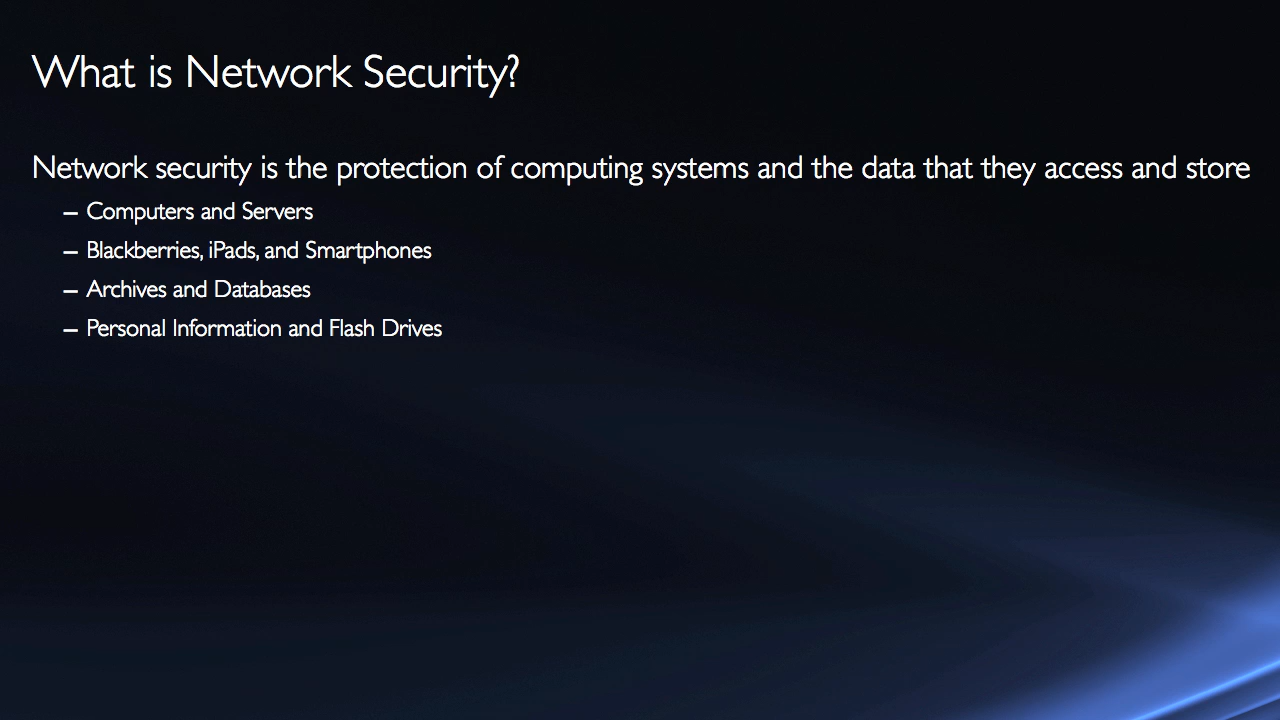 What is Network Security?
Network security is the protection of computing systems and the data that they access and store
– Computers and Servers
– Blackberries, iPads, and Smartphones
– Archives and Databases
– Personal Information and Flash Drives